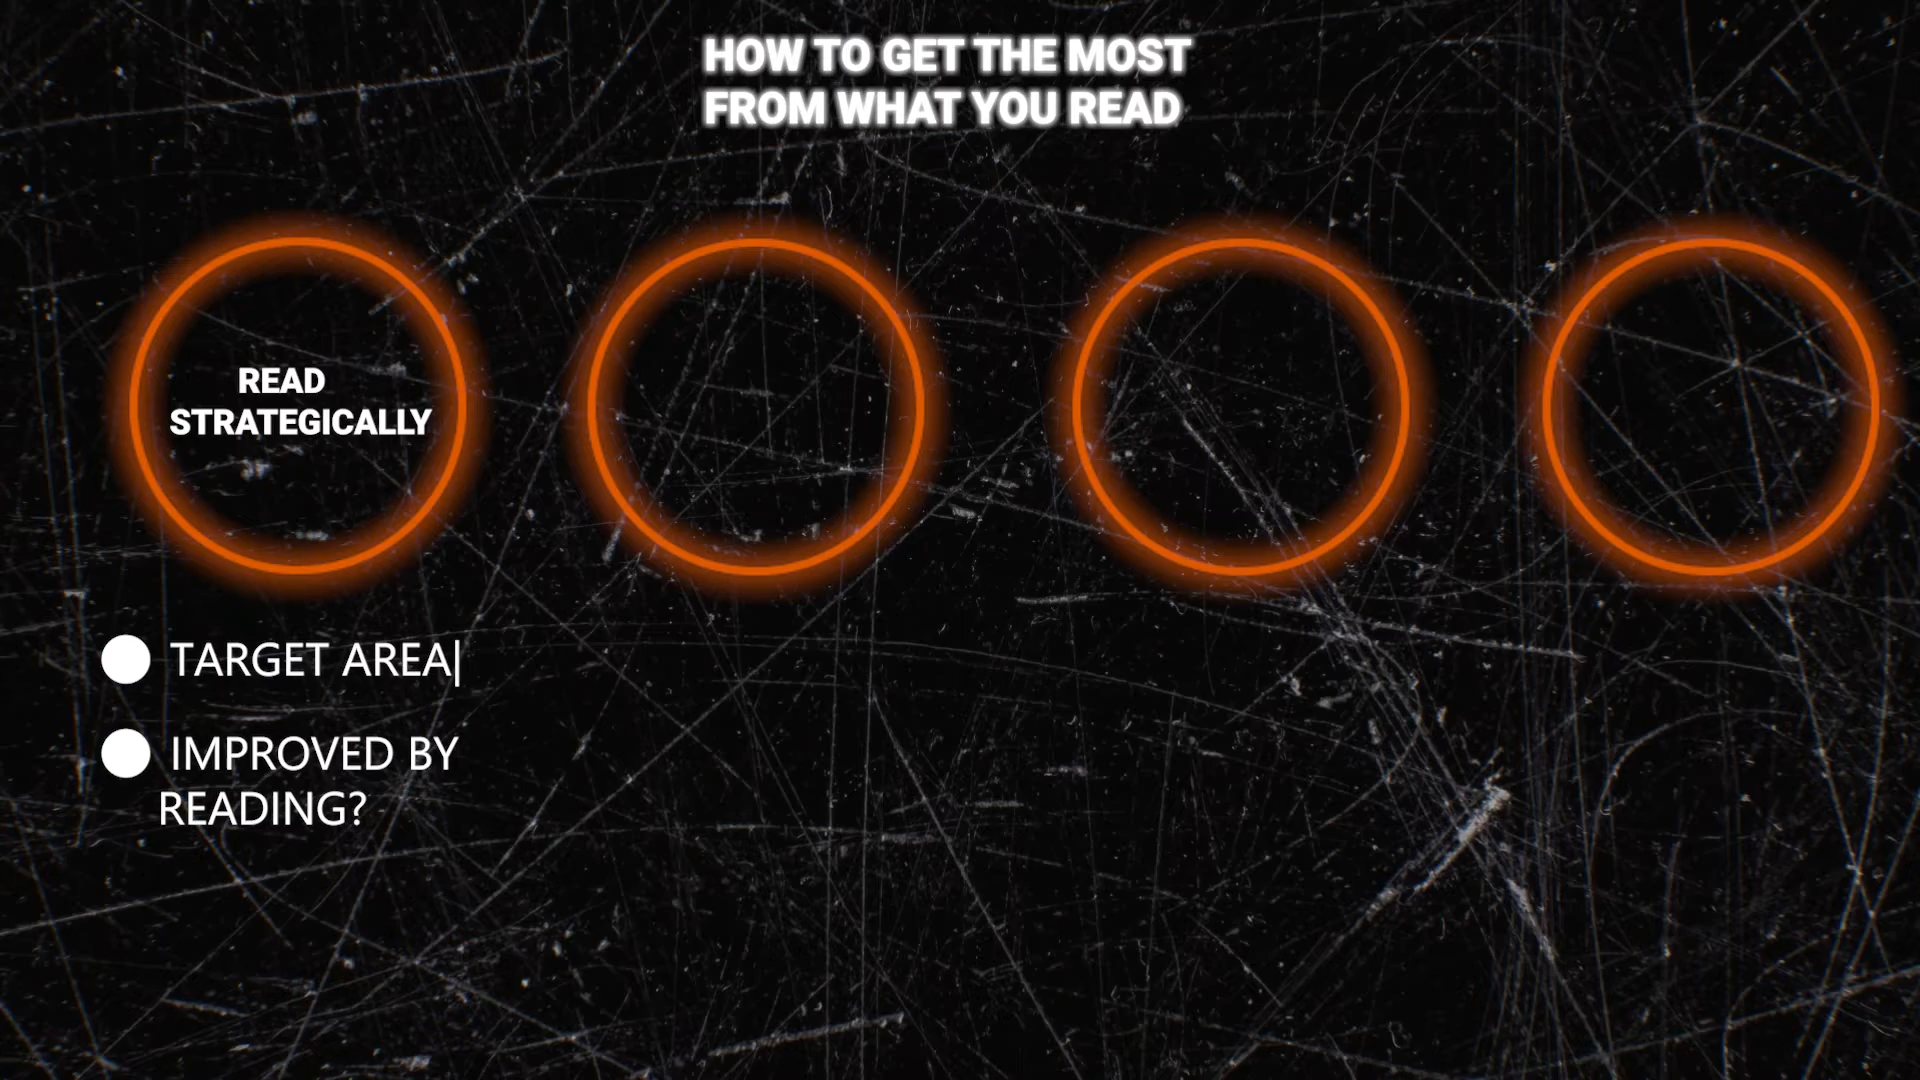 HOW TO GET THE MOST
FROM WHAT YOU READ
READ
STRATEGICALLY
TARGET AREA|
IMPROVED BY
READING?